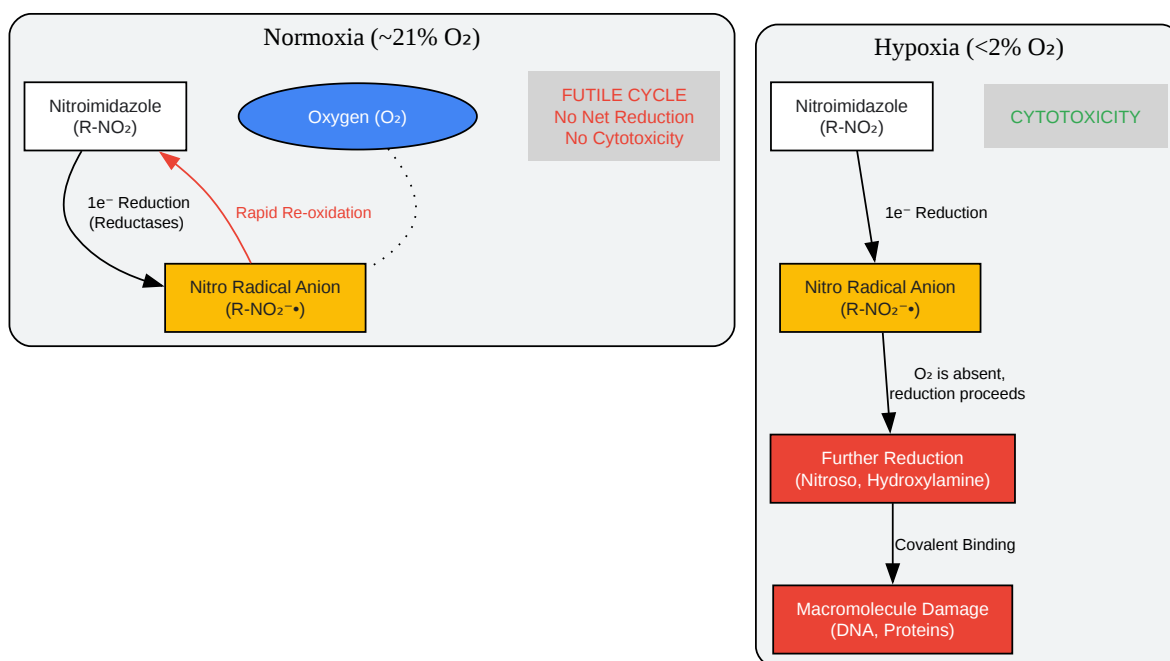 Normoxia (~21% O₂)
Nitroimidazole
(R-NO₂)
Oxygen (O₂)
FUTILE CYCLE
No Net Reduction
No Cytotoxicity
1e⁻ Reduction
(Reductases)
Rapid Re-oxidation
Nitro Radical Anion
(R-NO₂⁻•)
Hypoxia (<2% O₂)
Nitroimidazole
(R-NO₂)
CYTOTOXICITY
1e⁻ Reduction
Nitro Radical Anion
(R-NO₂⁻•)
O₂ is absent,
reduction proceeds
Further Reduction
(Nitroso, Hydroxylamine)
Covalent Binding
Macromolecule Damage
(DNA, Proteins)